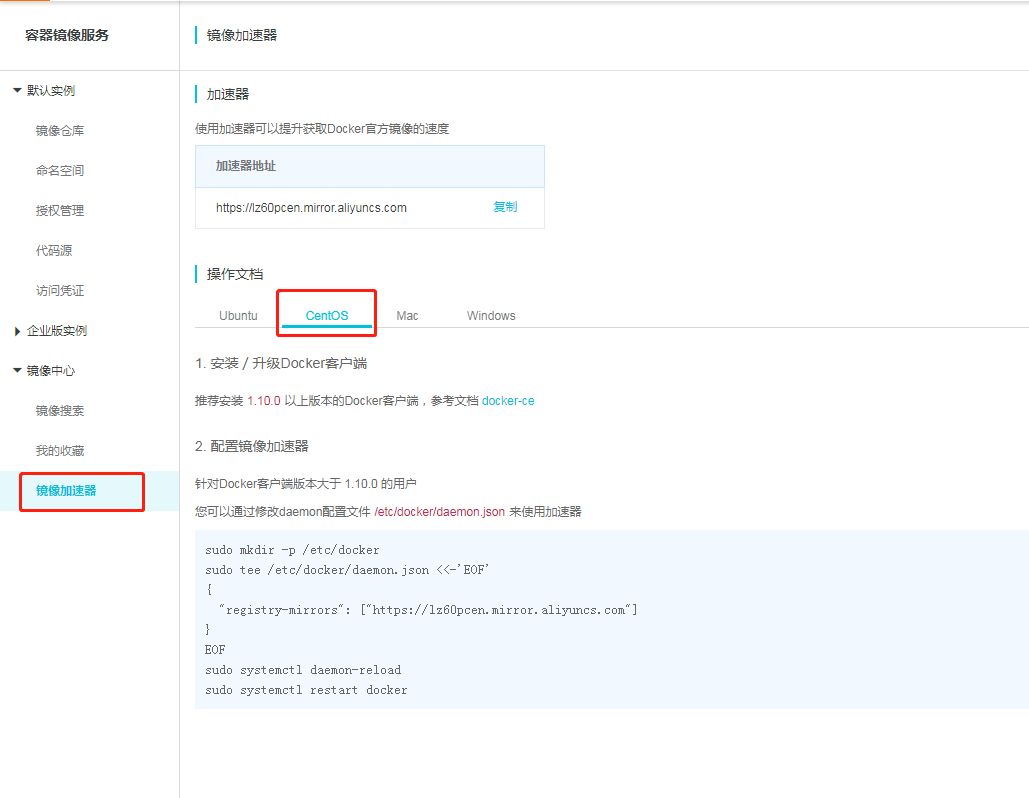 容器镜像服务
镜像加速器
默认实例
镜像仓库
命名空间
授权管理
代码源
访问凭证
企业版实例
镜像中心
镜像搜索
我的收藏
镜像加速器
加速器
使用加速器可以提升获取Docker官方镜像的速度
加速器地址
https://lz60pcen.mirror.aliyuncs.com 复制
操作文档
Ubuntu CentOS Mac Windows
1. 安装 / 升级Docker客户端
推荐安装 1.10.0 以上版本的Docker客户端，参考文档 docker-ce
2. 配置镜像加速器
针对Docker客户端版本大于 1.10.0 的用户
您可以通过修改daemon配置文件 /etc/docker/daemon.json 来使用加速器
sudo mkdir -p /etc/docker
sudo tee /etc/docker/daemon.json <<-'EOF'
{
  "registry-mirrors": ["https://lz60pcen.mirror.aliyuncs.com"]
}
EOF
sudo systemctl daemon-reload
sudo systemctl restart docker